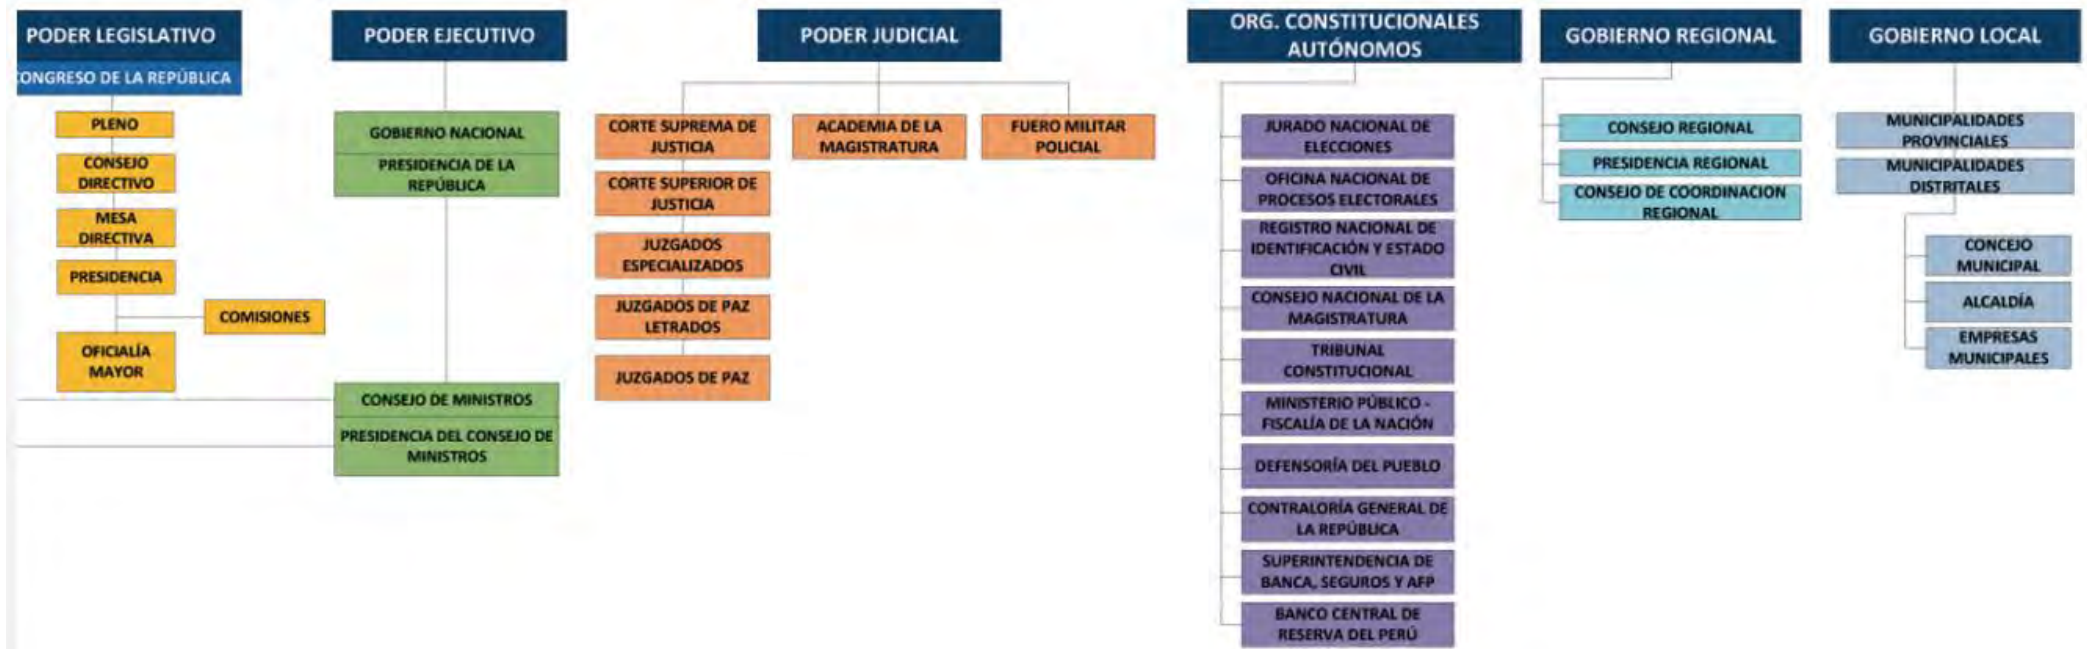 PODER LEGISLATIVO
CONGRESO DE LA REPÚBLICA
PLENO
CONSEJO
DIRECTIVO
MESA
DIRECTIVA
PRESIDENCIA
COMISIONES
OFICIALÍA
MAYOR
PODER EJECUTIVO
GOBIERNO NACIONAL
PRESIDENCIA DE LA
REPÚBLICA
CONSEJO DE MINISTROS
PRESIDENCIA DEL CONSEJO DE
MINISTROS
PODER JUDICIAL
CORTE SUPREMA DE
JUSTICIA
CORTE SUPERIOR DE
JUSTICIA
JUZGADOS
ESPECIALIZADOS
JUZGADOS DE PAZ
LETRADOS
JUZGADOS DE PAZ
ACADEMIA DE LA
MAGISTRATURA
FUERO MILITAR
POLICIAL
ORG. CONSTITUCIONALES
AUTÓNOMOS
JURADO NACIONAL DE
ELECCIONES
OFICINA NACIONAL DE
PROCESOS ELECTORALES
REGISTRO NACIONAL DE
IDENTIFICACIÓN Y ESTADO
CIVIL
CONSEJO NACIONAL DE LA
MAGISTRATURA
TRIBUNAL
CONSTITUCIONAL
MINISTERIO PÚBLICO -
FISCALÍA DE LA NACIÓN
DEFENSORÍA DEL PUEBLO
CONTRALORÍA GENERAL DE
LA REPÚBLICA
SUPERINTENDENCIA DE
BANCA, SEGUROS Y AFP
BANCO CENTRAL DE
RESERVA DEL PERÚ
GOBIERNO REGIONAL
CONSEJO REGIONAL
PRESIDENCIA REGIONAL
CONSEJO DE COORDINACION
REGIONAL
GOBIERNO LOCAL
MUNICIPALIDADES
PROVINCIALES
MUNICIPALIDADES
DISTRITALES
CONCEJO
MUNICIPAL
ALCALDÍA
EMPRESAS
MUNICIPALES